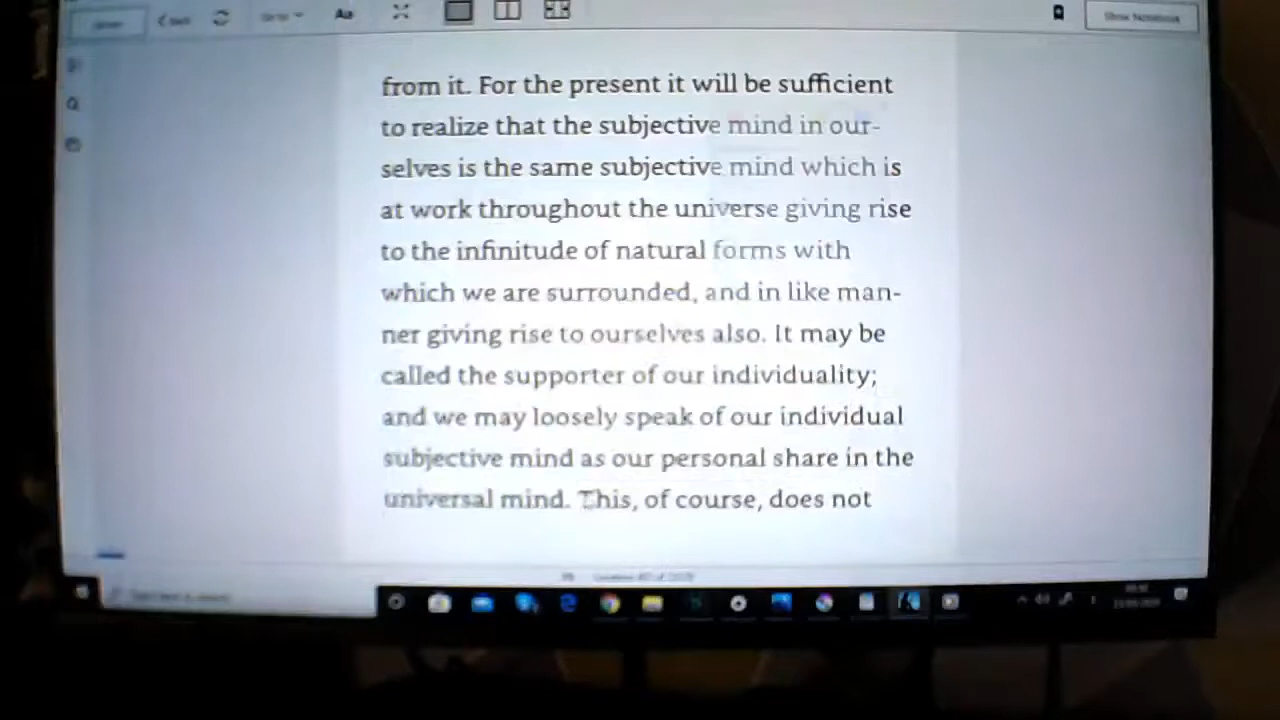 Aa
Show Notebook
from it. For the present it will be sufficient
to realize that the subjective mind in our-
selves is the same subjective mind which is
at work throughout the universe giving rise
to the infinitude of natural forms with
which we are surrounded, and in like man-
ner giving rise to ourselves also. It may be
called the supporter of our individuality;
and we may loosely speak of our individual
subjective mind as our personal share in the
universal mind. This, of course, does not